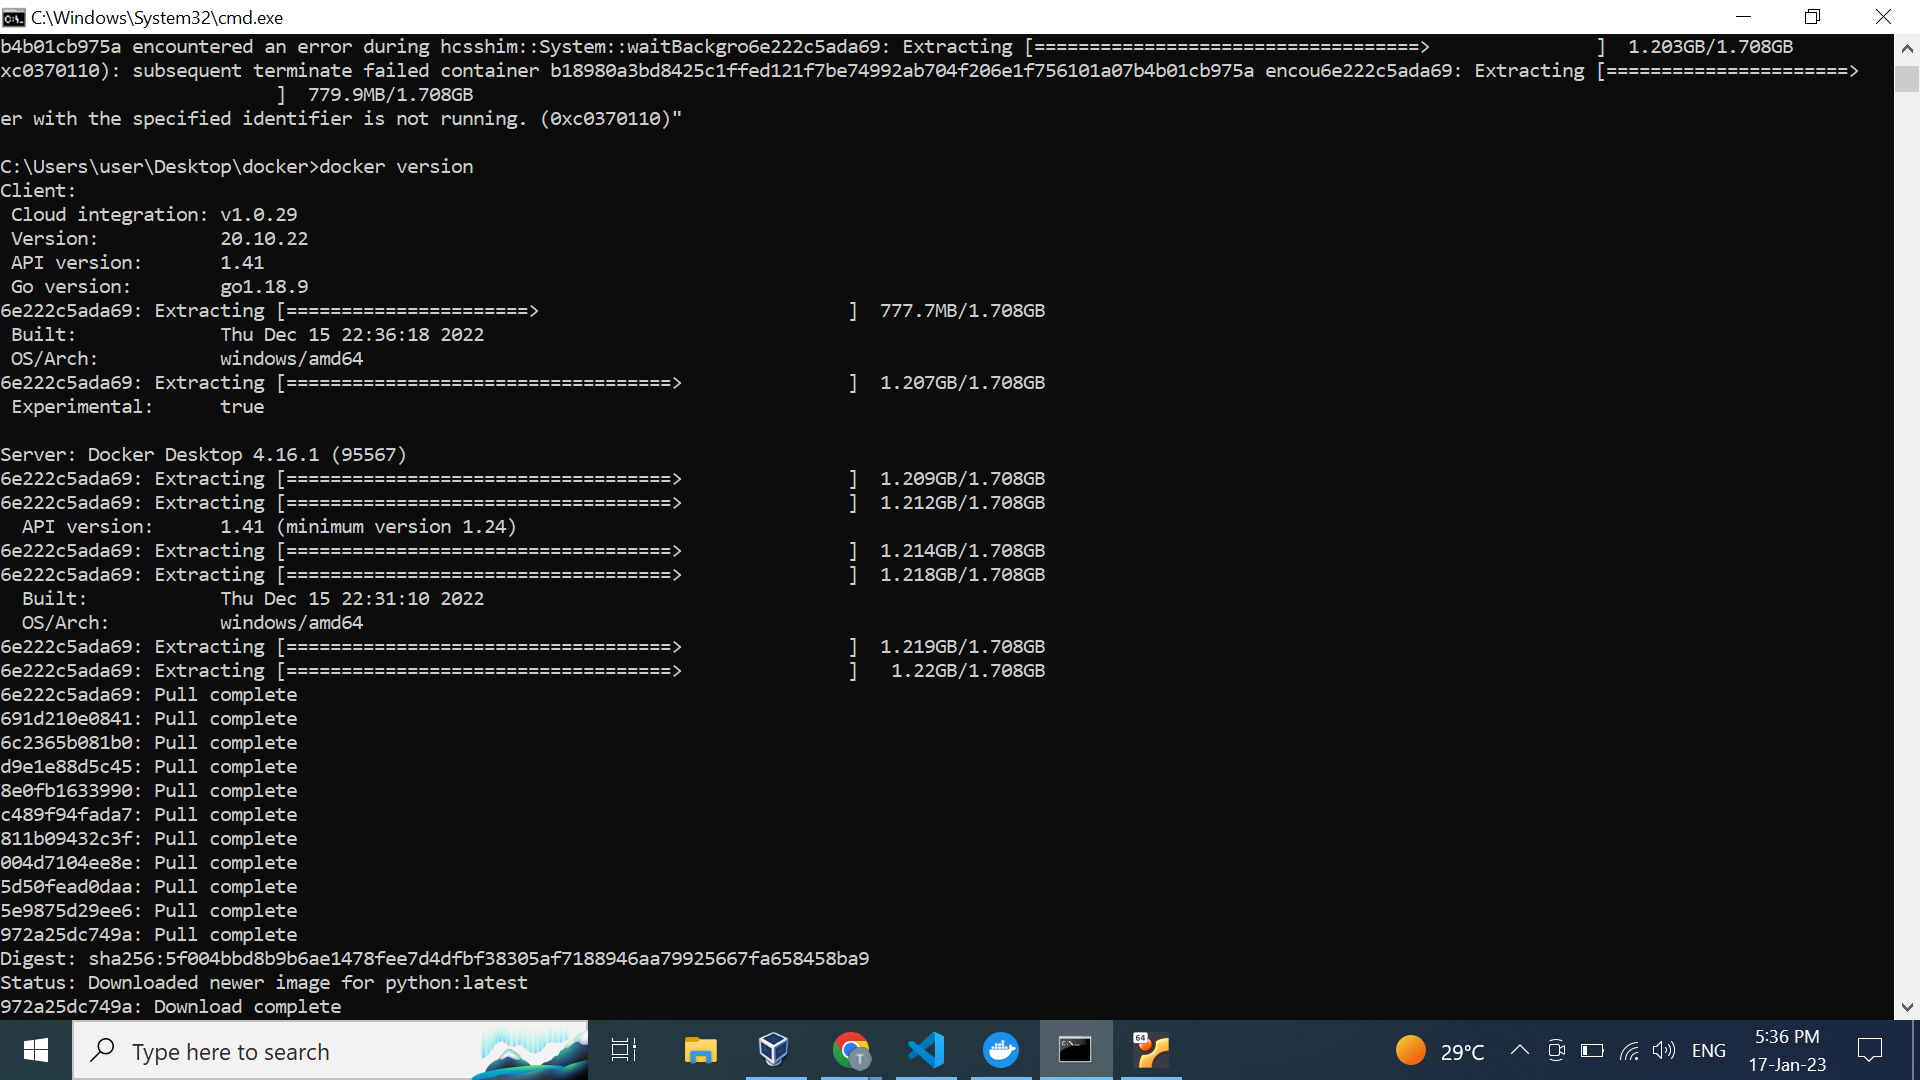 C:\Windows\System32\cmd.exe
b4b01cb975a encountered an error during hcsshim::System::waitBackgro6e222c5ada69: Extracting [===================================>               ]  1.203GB/1.708GB
xc0370110): subsequent terminate failed container b18980a3bd8425c1ffed121f7be74992ab704f206e1f756101a07b4b01cb975a encou6e222c5ada69: Extracting [======================>
                         ]  779.9MB/1.708GB
er with the specified identifier is not running. (0xc0370110)"
C:\Users\user\Desktop\docker>docker version
Client:
 Cloud integration: v1.0.29
 Version:           20.10.22
 API version:       1.41
 Go version:        go1.18.9
6e222c5ada69: Extracting [======================>                            ]  777.7MB/1.708GB
 Built:             Thu Dec 15 22:36:18 2022
 OS/Arch:           windows/amd64
6e222c5ada69: Extracting [===================================>               ]  1.207GB/1.708GB
 Experimental:      true
Server: Docker Desktop 4.16.1 (95567)
6e222c5ada69: Extracting [===================================>               ]  1.209GB/1.708GB
6e222c5ada69: Extracting [===================================>               ]  1.212GB/1.708GB
  API version:      1.41 (minimum version 1.24)
6e222c5ada69: Extracting [===================================>               ]  1.214GB/1.708GB
6e222c5ada69: Extracting [===================================>               ]  1.218GB/1.708GB
  Built:            Thu Dec 15 22:31:10 2022
  OS/Arch:          windows/amd64
6e222c5ada69: Extracting [===================================>               ]  1.219GB/1.708GB
6e222c5ada69: Extracting [===================================>               ]   1.22GB/1.708GB
6e222c5ada69: Pull complete
691d210e0841: Pull complete
6c2365b081b0: Pull complete
d9e1e88d5c45: Pull complete
8e0fb1633990: Pull complete
c489f94fada7: Pull complete
811b09432c3f: Pull complete
004d7104ee8e: Pull complete
5d50fead0daa: Pull complete
5e9875d29ee6: Pull complete
972a25dc749a: Pull complete
Digest: sha256:5f004bbd8b9b6ae1478fee7d4dfbf38305af7188946aa79925667fa658458ba9
Status: Downloaded newer image for python:latest
972a25dc749a: Download complete
Type here to search
T
64
29°C
ENG
5:36 PM
17-Jan-23